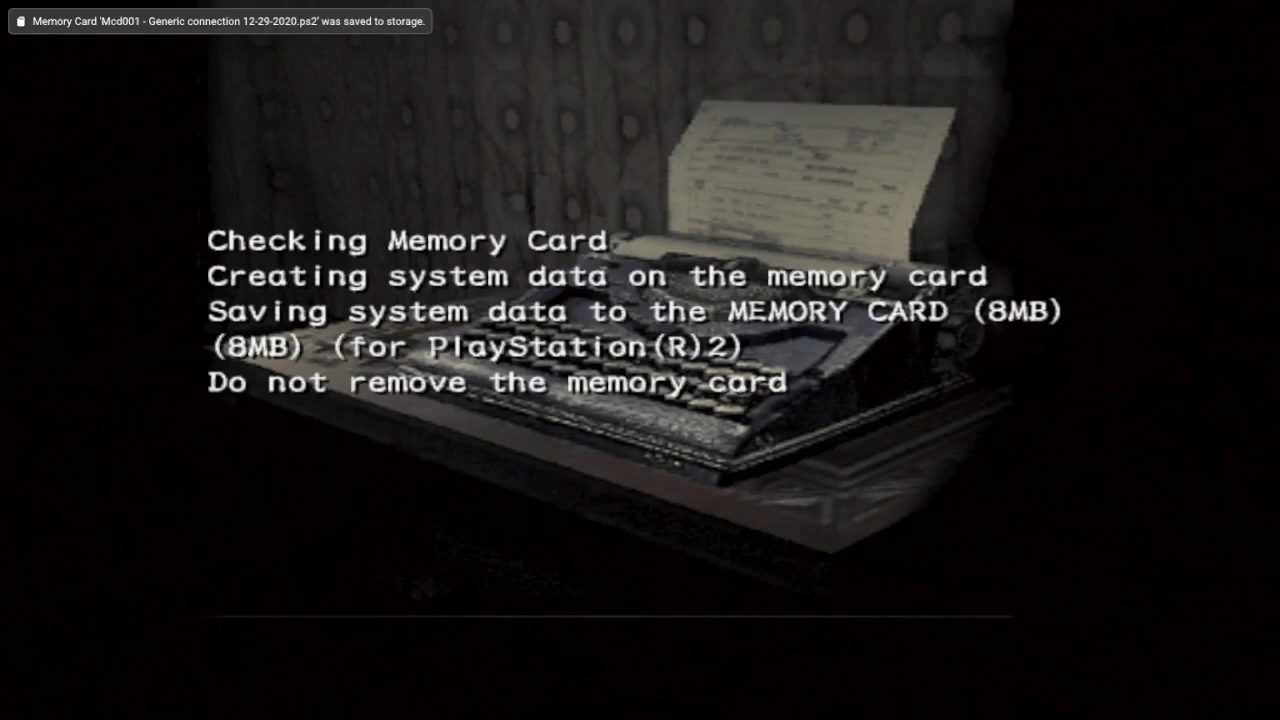 Memory Card 'Mcd001 - Generic connection 12-29-2020.ps2' was saved to storage.
Checking Memory Card
Creating system data on the memory card
Saving system data to the MEMORY CARD (8MB)
(8MB) (for PlayStation(R)2)
Do not remove the memory card